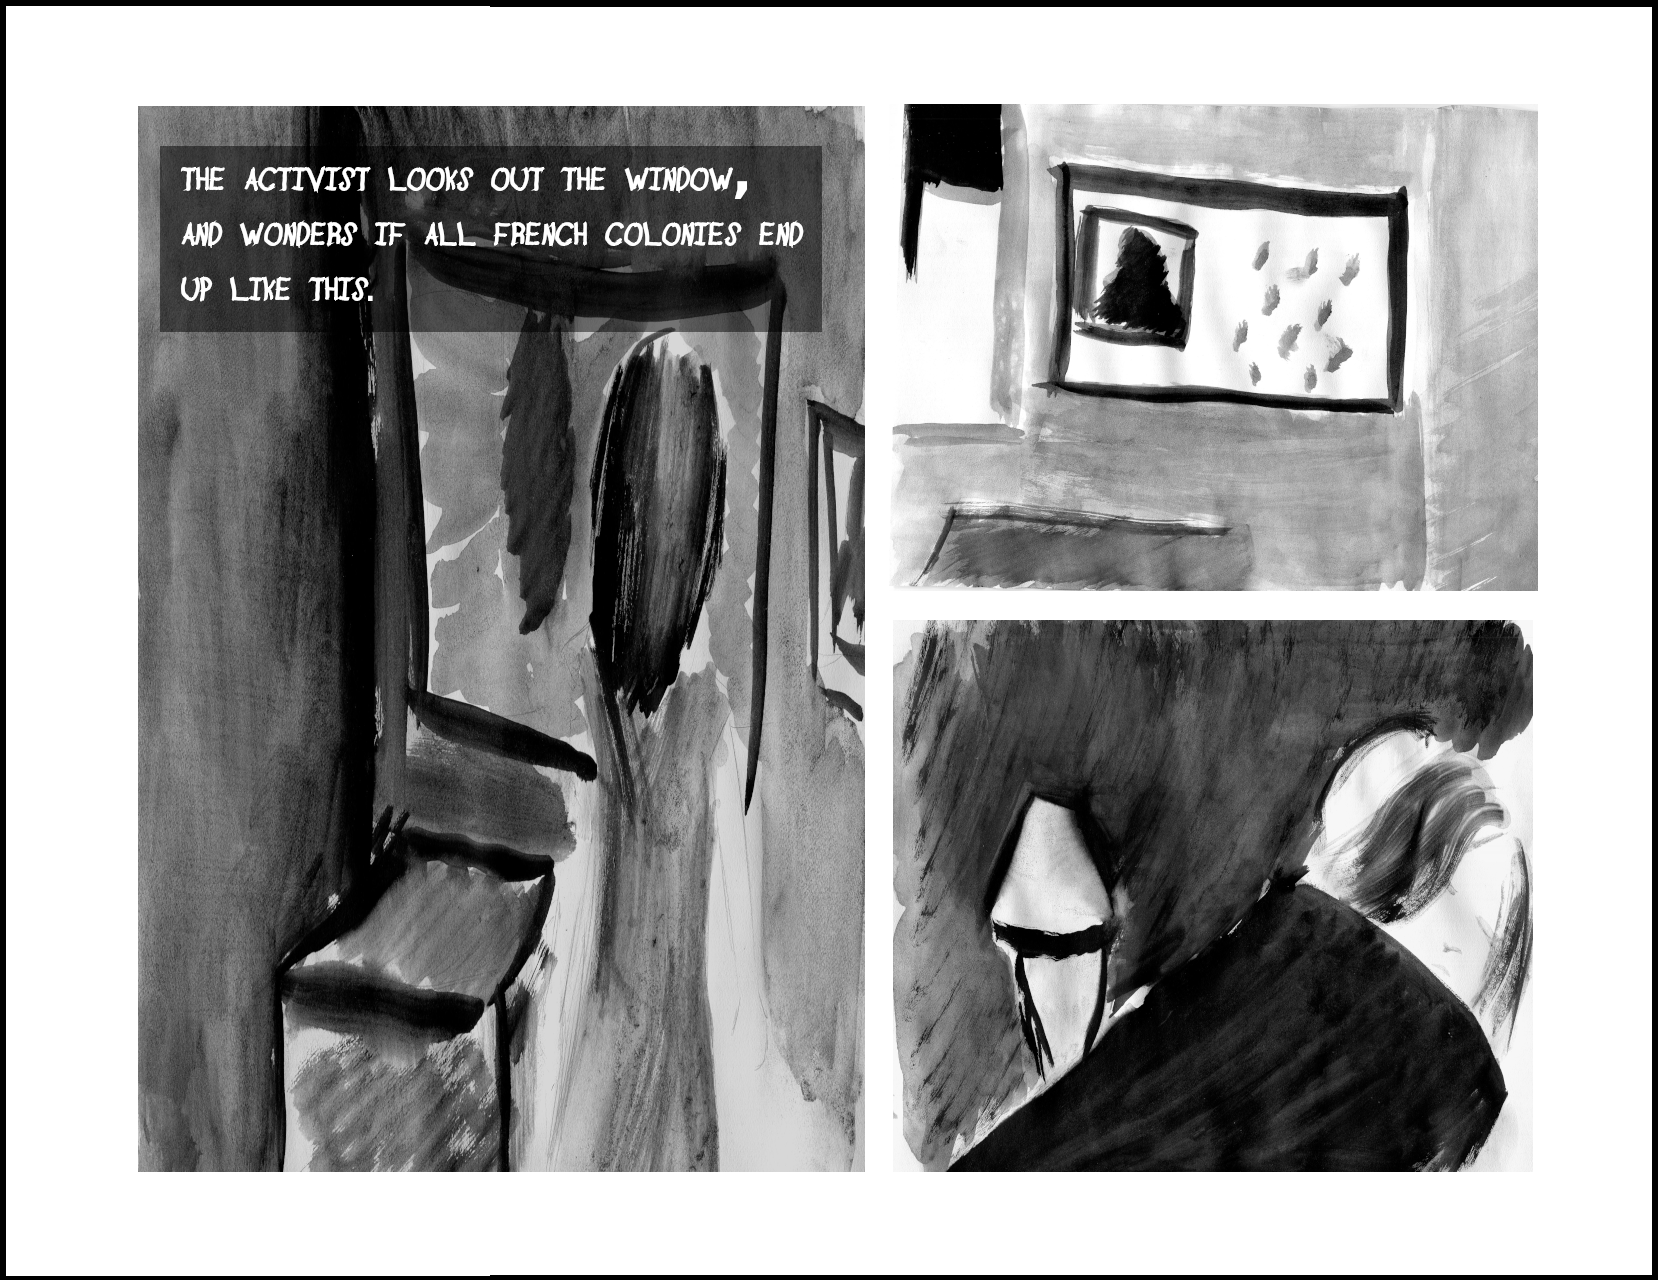 THE ACTIVIST LOOKS OUT THE WINDOW,
AND WONDERS IF ALL FRENCH COLONIES END
UP LIKE THIS.